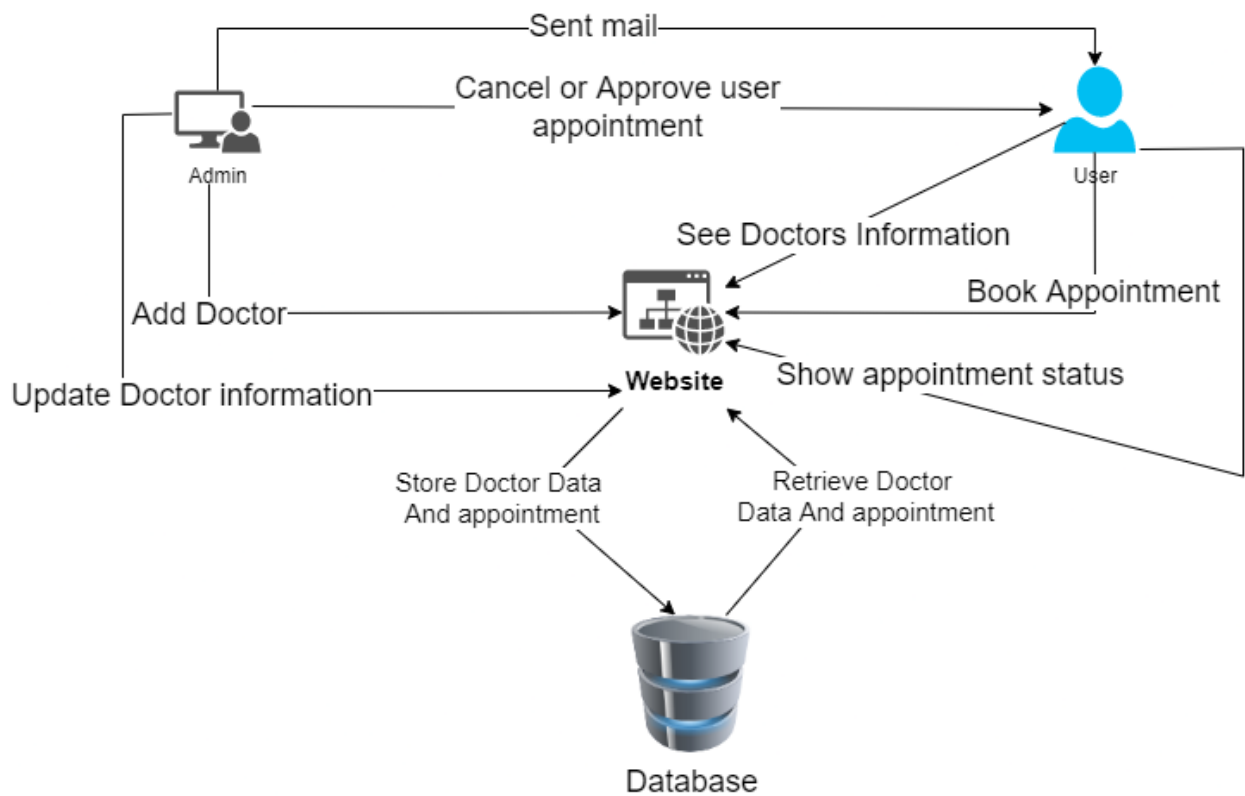 Sent mail
Cancel or Approve user
appointment
Admin
User
See Doctors Information
Book Appointment
Add Doctor
Website
Show appointment status
Update Doctor information
Store Doctor Data
And appointment
Retrieve Doctor
Data And appointment
Database